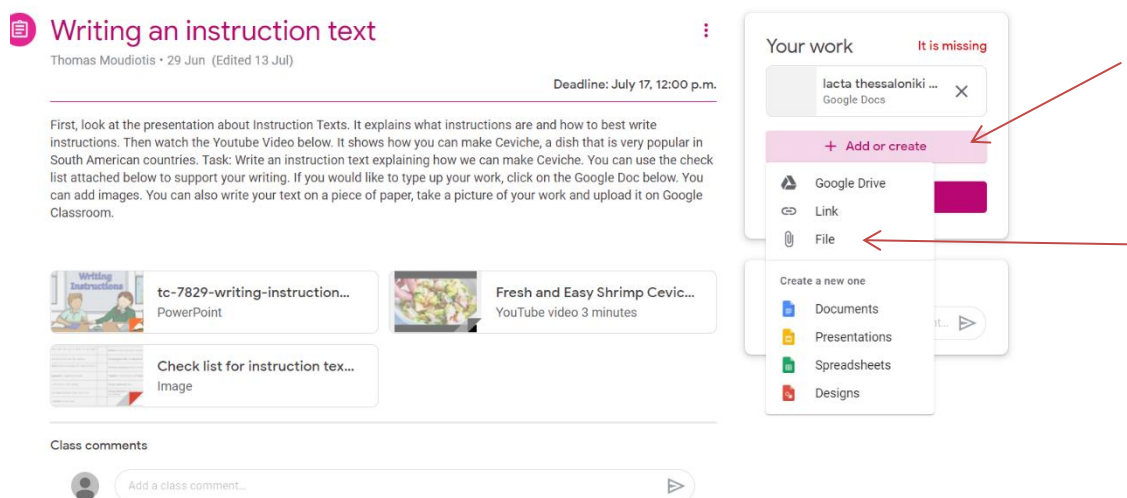 Writing an instruction text
Thomas Moudiotis • 29 Jun (Edited 13 Jul)
Deadline: July 17, 12:00 p.m.
First, look at the presentation about Instruction Texts. It explains what instructions are and how to best write
instructions. Then watch the Youtube Video below. It shows how you can make Ceviche, a dish that is very popular in
South American countries. Task: Write an instruction text explaining how we can make Ceviche. You can use the check
list attached below to support your writing. If you would like to type up your work, click on the Google Doc below. You
can add images. You can also write your text on a piece of paper, take a picture of your work and upload it on Google
Classroom.
Writing
Instructions
tc-7829-writing-instruction...
PowerPoint
Fresh and Easy Shrimp Cevic...
YouTube video 3 minutes
Check list for instruction tex...
Image
Class comments
Add a class comment...
Your work
It is missing
lacta thessaloniki ...
Google Docs
+ Add or create
Google Drive
Link
File
Create a new one
Documents
Presentations
Spreadsheets
Designs